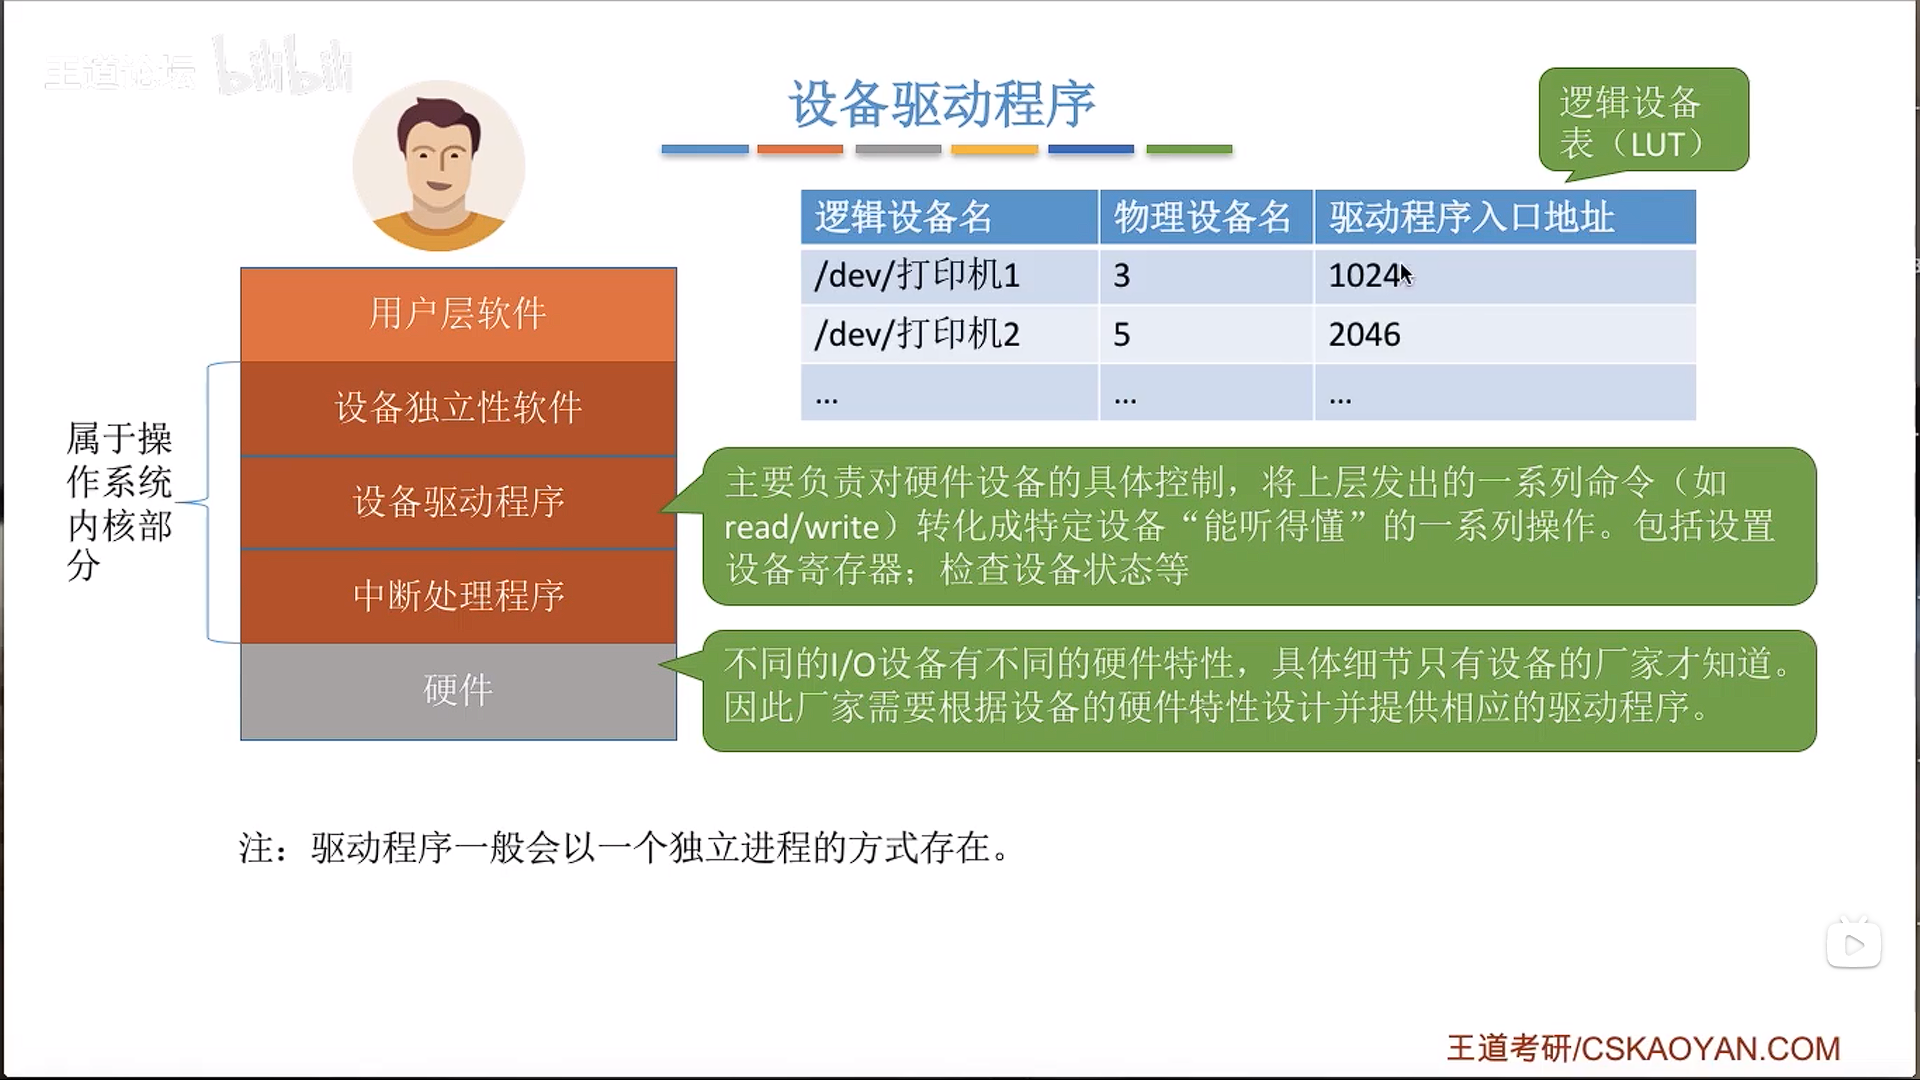 王道论坛 bilibili
设备驱动程序
逻辑设备
表（LUT）
逻辑设备名 物理设备名 驱动程序入口地址
/dev/打印机1 3 1024
/dev/打印机2 5 2046
... ... ...
用户层软件
设备独立性软件
设备驱动程序
中断处理程序
硬件
属于操
作系统
内核部
分
主要负责对硬件设备的具体控制，将上层发出的一系列命令（如
read/write）转化成特定设备“能听得懂”的一系列操作。包括设置
设备寄存器；检查设备状态等
不同的I/O设备有不同的硬件特性，具体细节只有设备的厂家才知道。
因此厂家需要根据设备的硬件特性设计并提供相应的驱动程序。
注：驱动程序一般会以一个独立进程的方式存在。
王道考研/CSKAOYAN.COM